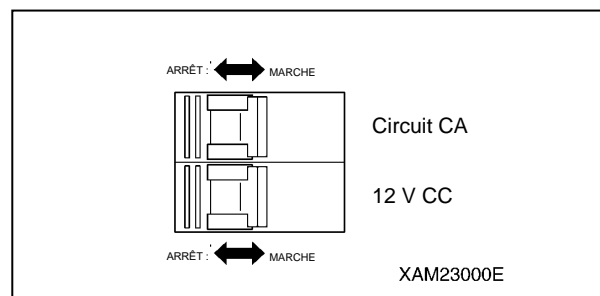 ARRÊT : MARCHE
Circuit CA
12 V CC
ARRÊT : MARCHE
XAM23000E